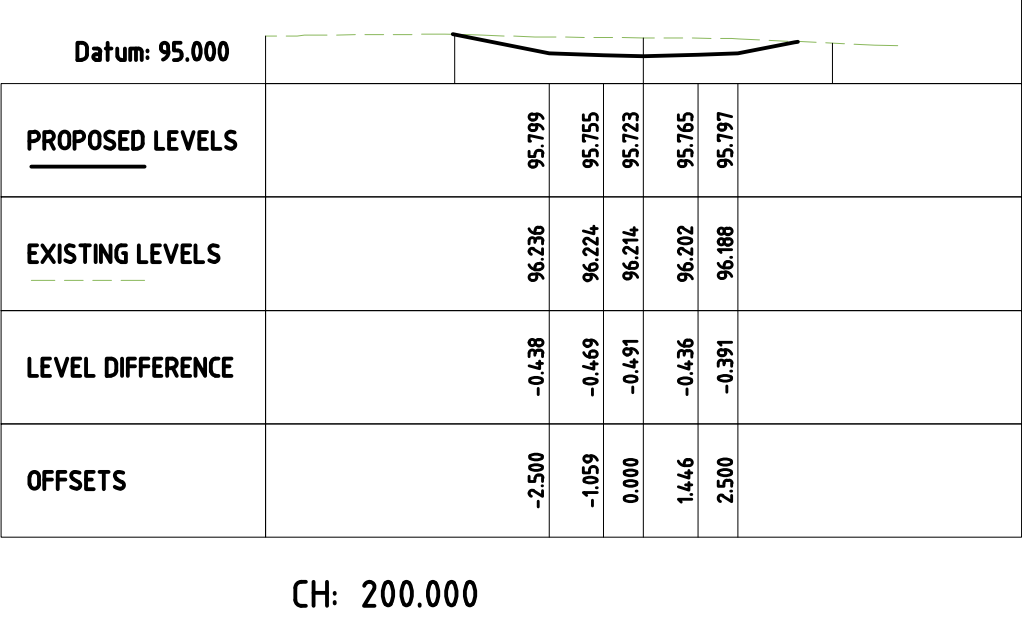 Datum: 95.000
PROPOSED LEVELS 95.799 95.755 95.723 95.765 95.797
EXISTING LEVELS 96.236 96.224 96.214 96.202 96.188
LEVEL DIFFERENCE -0.438 -0.469 -0.491 -0.436 -0.391
OFFSETS -2.500 -1.059 0.000 1.446 2.500
CH: 200.000